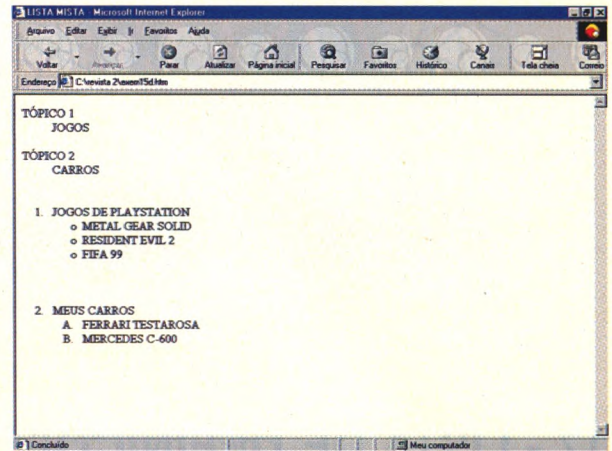 LISTA MISTA - Microsoft Internet Explorer
Arquivo Editar Exibir Ir Favoritos Ajuda
Voltar Avançar Parar Atualizar Página inicial Pesquisar Favoritos Histórico Canais Tela cheia Correio
Endereço C:\revista 2\exem15d.htm
TÓPICO 1
JOGOS
TÓPICO 2
CARROS
1. JOGOS DE PLAYSTATION
o METAL GEAR SOLID
o RESIDENT EVIL 2
o FIFA 99
2. MEUS CARROS
A. FERRARI TESTAROSA
B. MERCEDES C-600
Concluído Meu computador